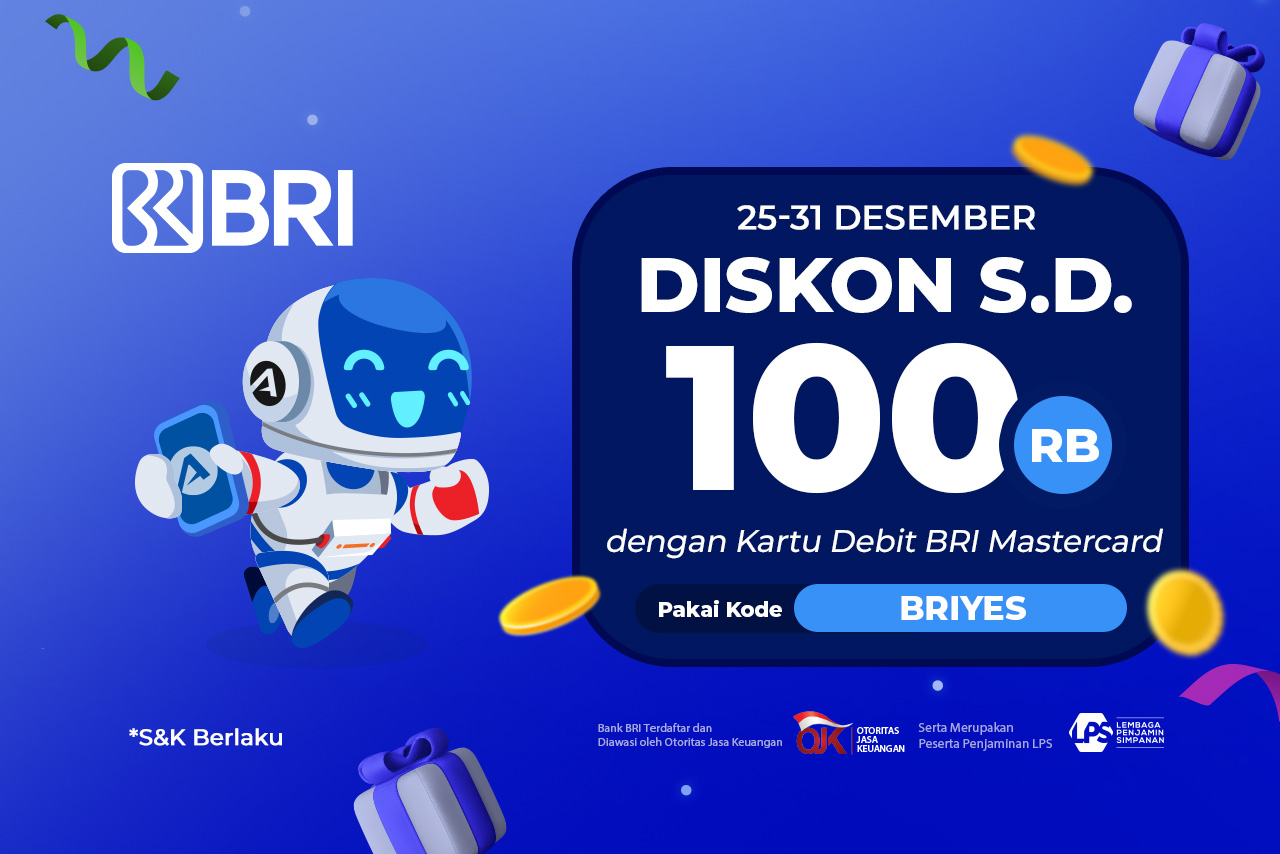 BRI
25-31 DESEMBER
DISKON S.D.
100 RB
dengan Kartu Debit BRI Mastercard
Pakai Kode BRIYES
*S&K Berlaku
Bank BRI Terdaftar dan
Diawasi oleh Otoritas Jasa Keuangan
OJK OTORITAS
JASA
KEUANGAN
Serta Merupakan
Peserta Penjaminan LPS
LPS LEMBAGA
PENJAMIN
SIMPANAN